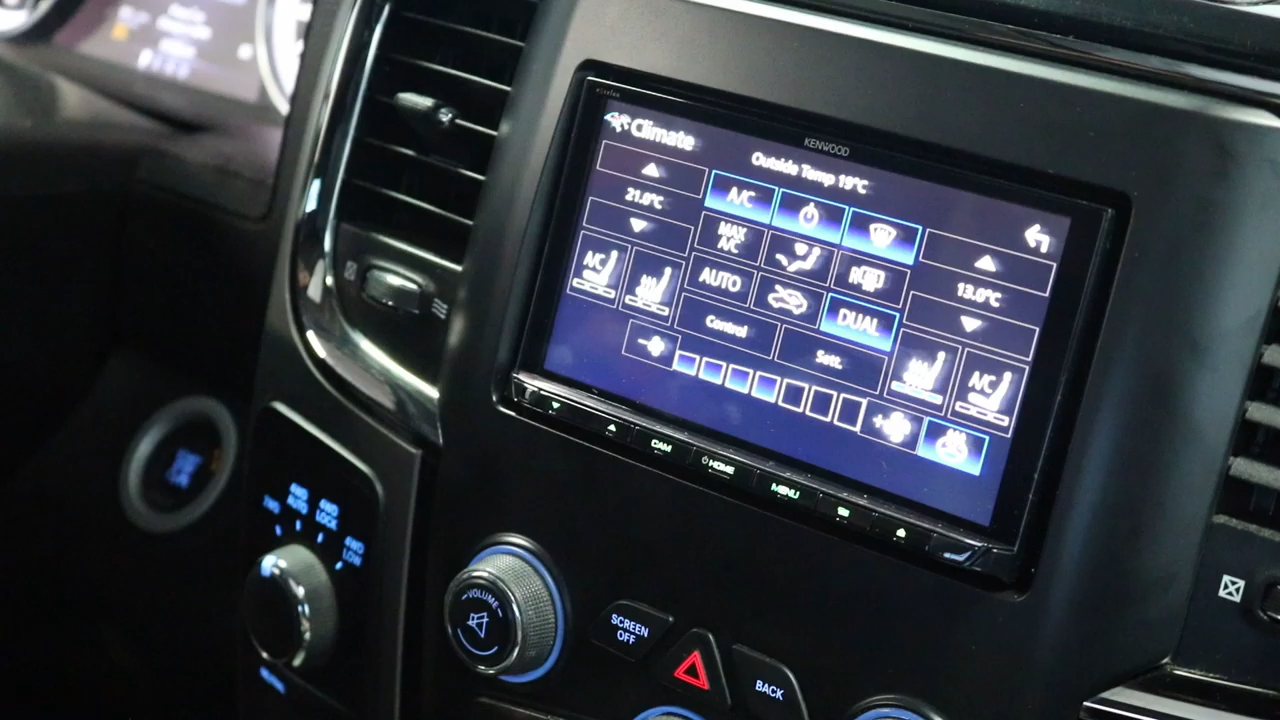 KENWOOD
Climate
Outside Temp 19°C
21.0°C
A/C
MAX
A/C
AUTO
DUAL
13.0°C
A/C
A/C
Control
Sett.
CAM
HOME
MENU
4WD
AUTO
4WD
LOCK
4WD
LOW
VOLUME
SCREEN
OFF
BACK